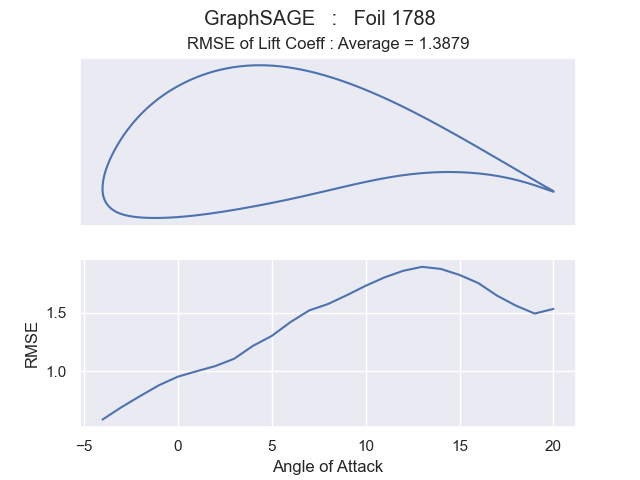 GraphSAGE   :   Foil 1788
RMSE of Lift Coeff : Average = 1.3879
1.5
1.0
RMSE
−5 0 5 10 15 20
Angle of Attack